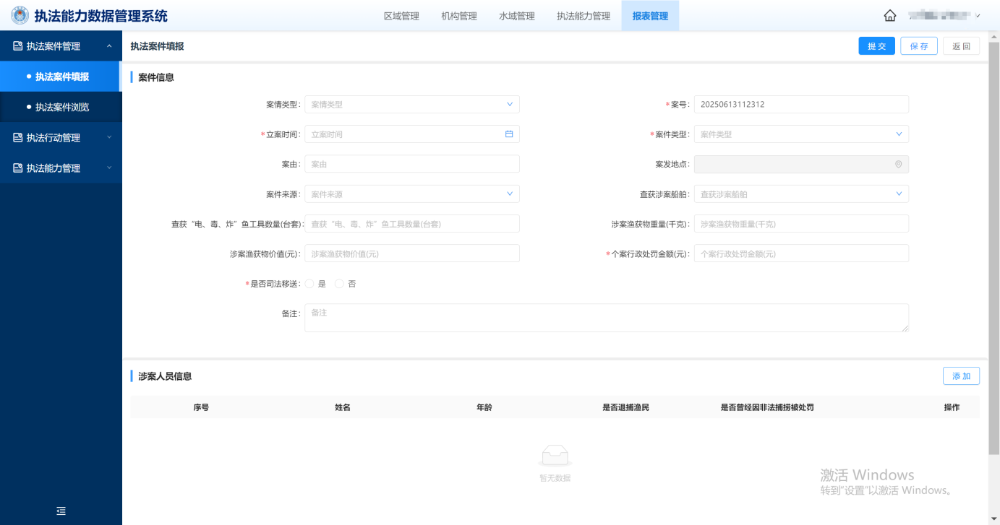 执法能力数据管理系统 区域管理 机构管理 水域管理 执法能力管理 报表管理
执法案件管理
执法案件填报
执法案件浏览
执法行动管理
执法能力管理
执法案件填报 提 交 保 存 返 回
案件信息
案情类型: 案情类型 *案号: 20250613112312
*立案时间: 立案时间 *案件类型: 案件类型
案由: 案由 案发地点:
案件来源: 案件来源 查获涉案船舶: 查获涉案船舶
查获“电、毒、炸”鱼工具数量(台套): 查获“电、毒、炸”鱼工具数量(台套) 涉案渔获物重量(千克): 涉案渔获物重量(千克)
涉案渔获物价值(元): 涉案渔获物价值(元) *个案行政处罚金额(元): 个案行政处罚金额(元)
*是否司法移送: 是 否
备注: 备注
涉案人员信息 添 加
序号 姓名 年龄 是否退捕渔民 是否曾经因非法捕捞被处罚 操作
暂无数据
激活 Windows
转到"设置"以激活 Windows。